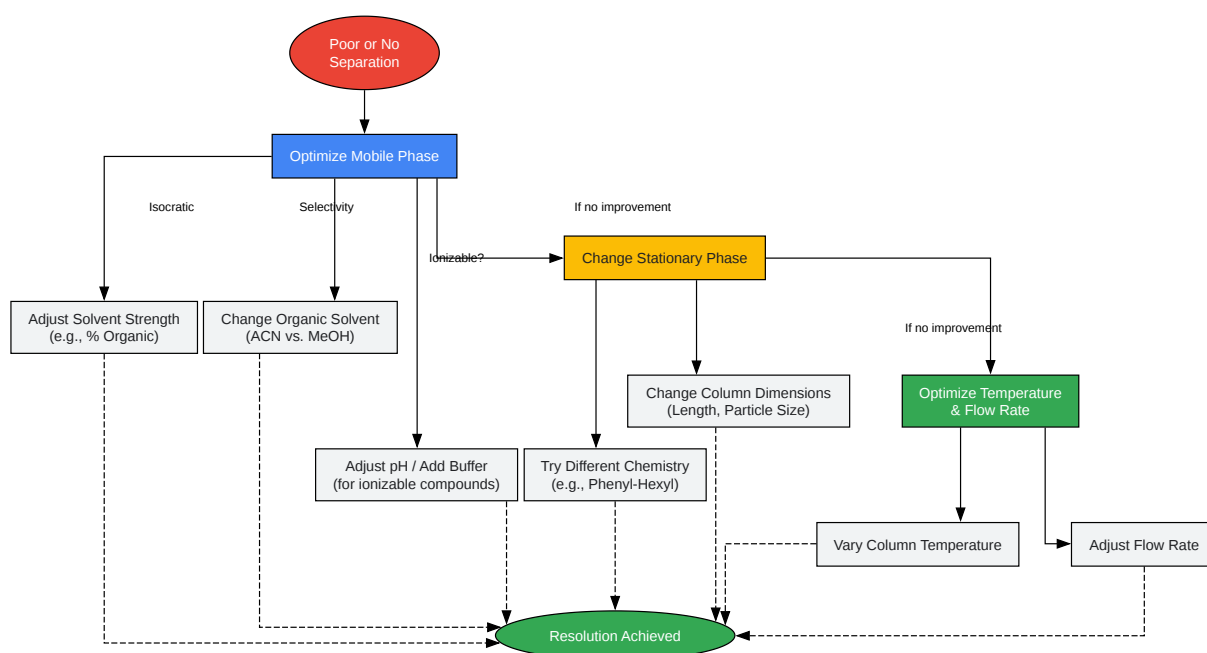 Poor or No
Separation
Optimize Mobile Phase
Isocratic
Selectivity
If no improvement
Ionizable?
Change Stationary Phase
Adjust Solvent Strength
(e.g., % Organic)
Change Organic Solvent
(ACN vs. MeOH)
If no improvement
Change Column Dimensions
(Length, Particle Size)
Optimize Temperature
& Flow Rate
Adjust pH / Add Buffer
(for ionizable compounds)
Try Different Chemistry
(e.g., Phenyl-Hexyl)
Vary Column Temperature
Adjust Flow Rate
Resolution Achieved